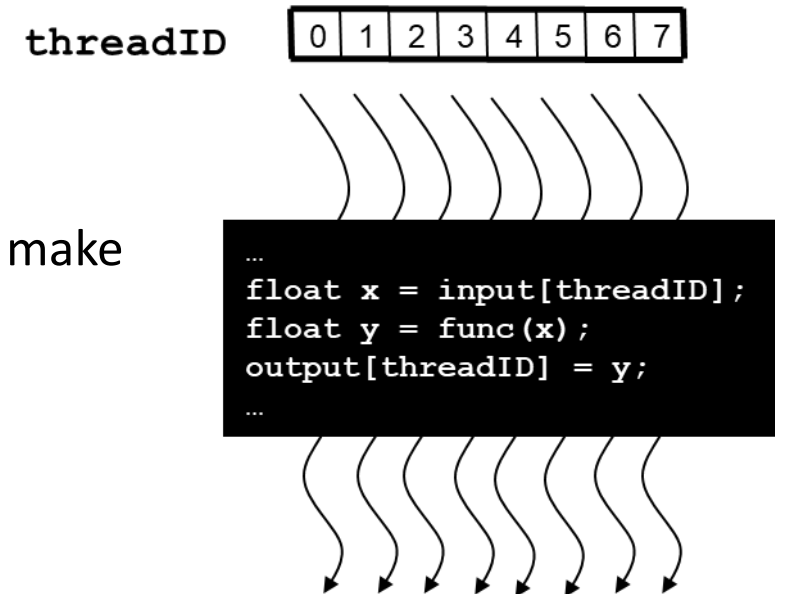 threadID 0 1 2 3 4 5 6 7
make
...
float x = input[threadID];
float y = func(x);
output[threadID] = y;
...